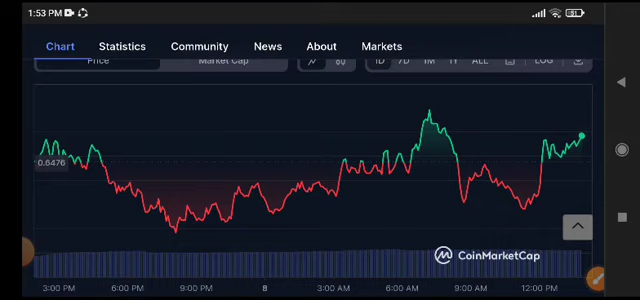 1:53 PM
51
Chart Statistics Community News About Markets
Price Market Cap 1D 7D 1M 1Y ALL LOG
0.6476
CoinMarketCap
3:00 PM 6:00 PM 9:00 PM 8 3:00 AM 6:00 AM 9:00 AM 12:00 PM